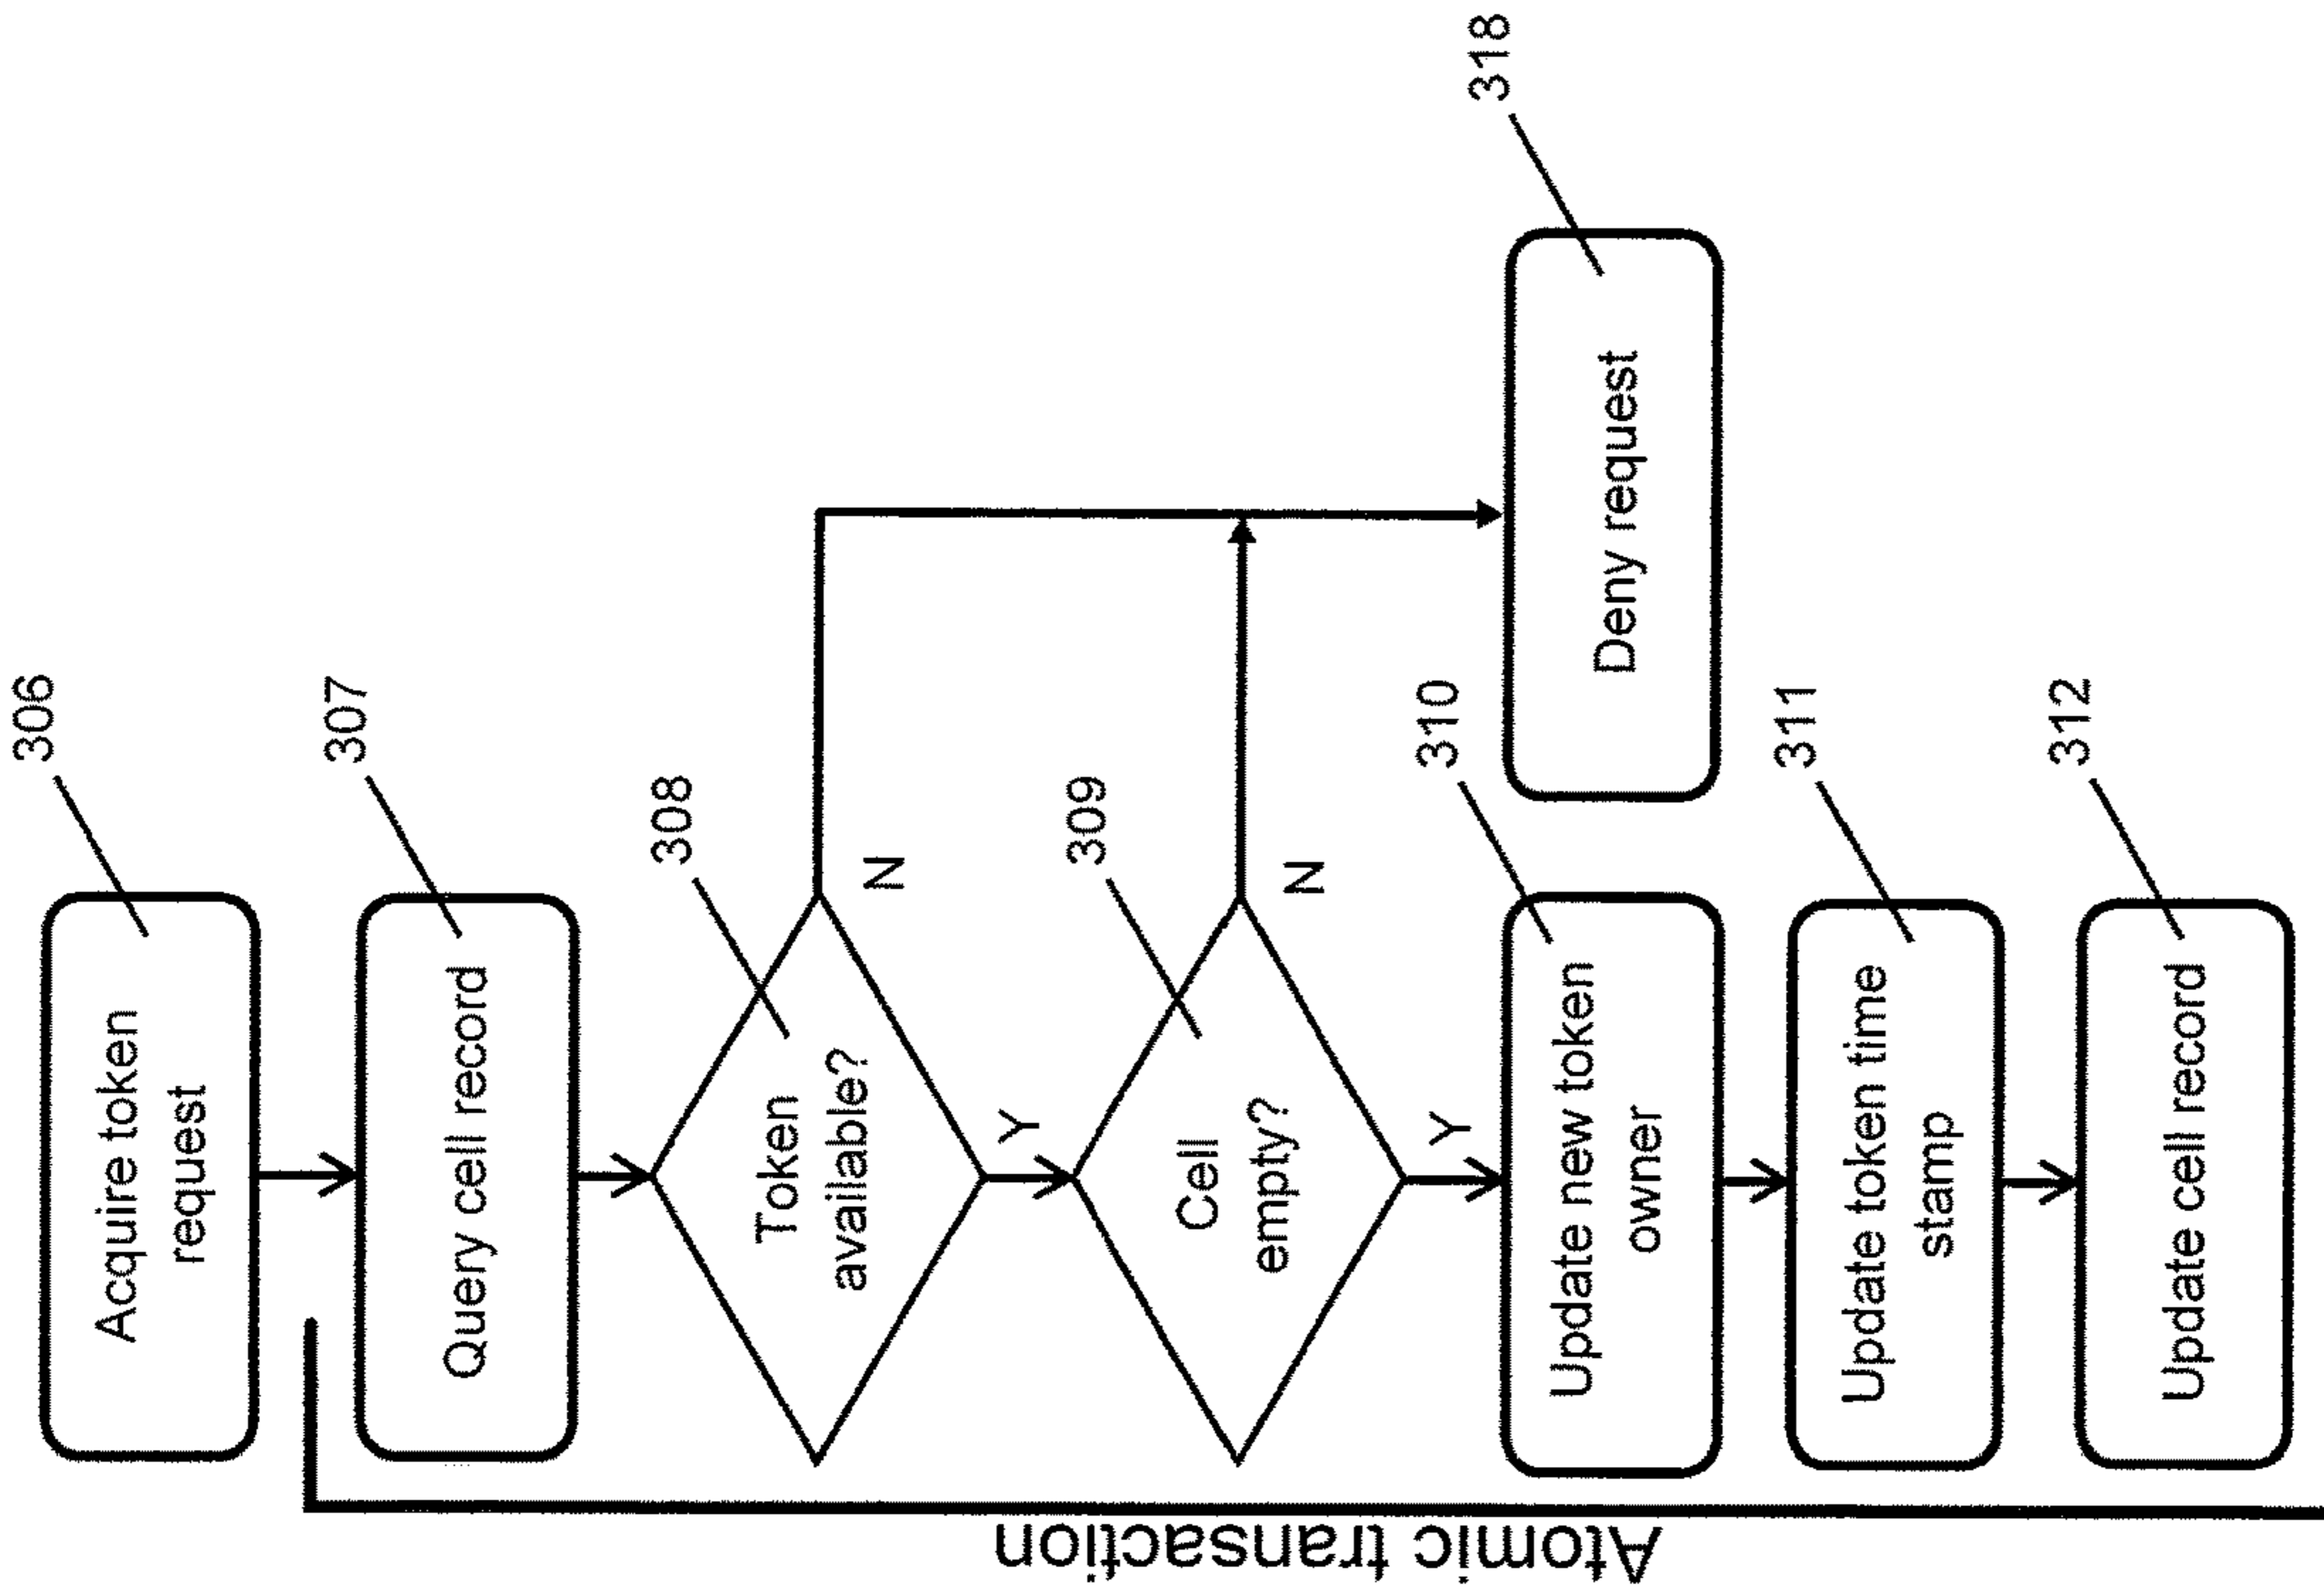 306
Acquire token
request
307
Query cell record
308
Token
available?
N
Y
309
Cell
empty?
N
Y
310
Update new token
owner
318
Deny request
311
Update token time
stamp
312
Update cell record
Atomic transaction